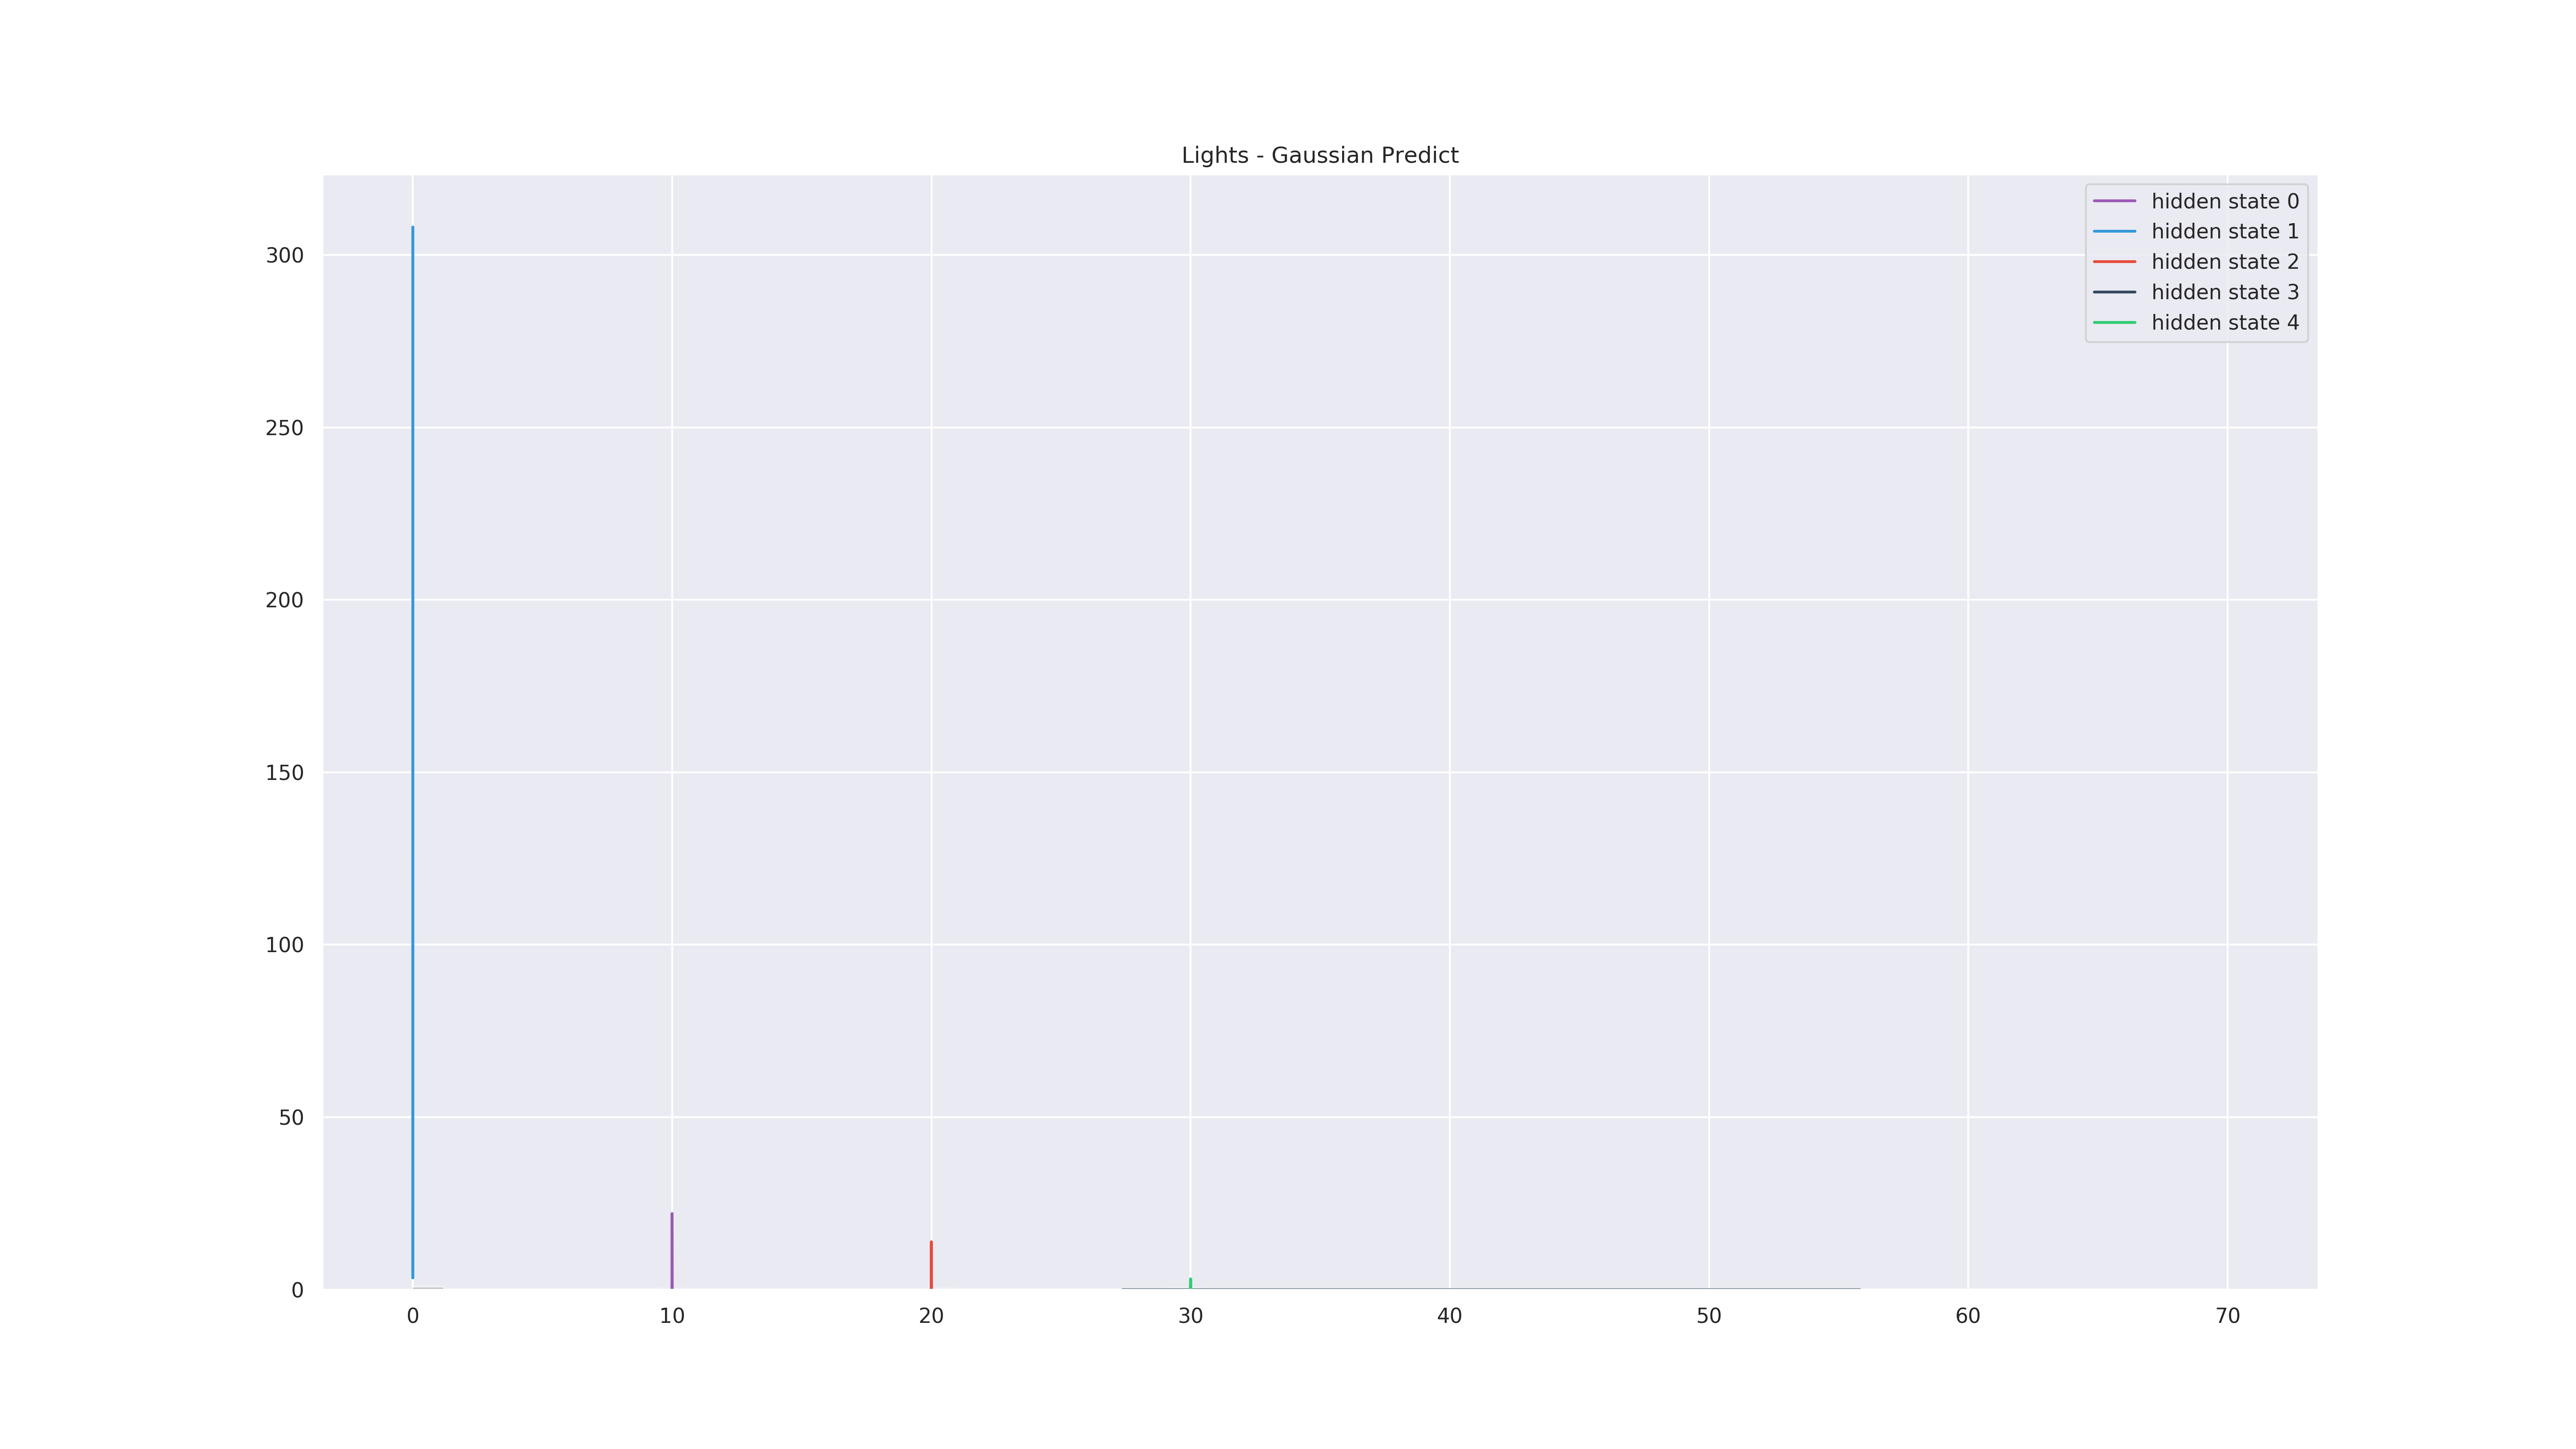 Lights - Gaussian Predict
hidden state 0
hidden state 1
hidden state 2
hidden state 3
hidden state 4
300
250
200
150
100
50
0
0 10 20 30 40 50 60 70